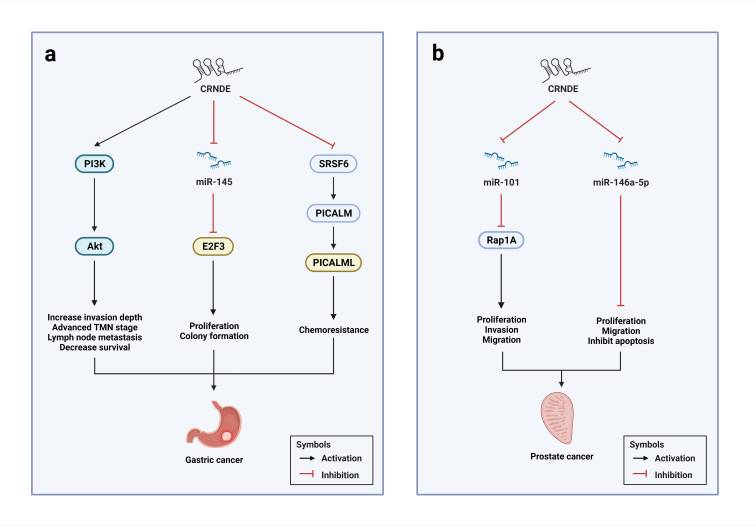 a
CRNDE
PI3K
miR-145
SRSF6
PICALM
Akt
E2F3
PICALML
Increase invasion depth
Advanced TMN stage
Lymph node metastasis
Decrease survival
Proliferation
Colony formation
Chemoresistance
Gastric cancer
Symbols
Activation
Inhibition
b
CRNDE
miR-101
miR-146a-5p
Rap1A
Proliferation
Invasion
Migration
Proliferation
Migration
Inhibit apoptosis
Prostate cancer
Symbols
Activation
Inhibition